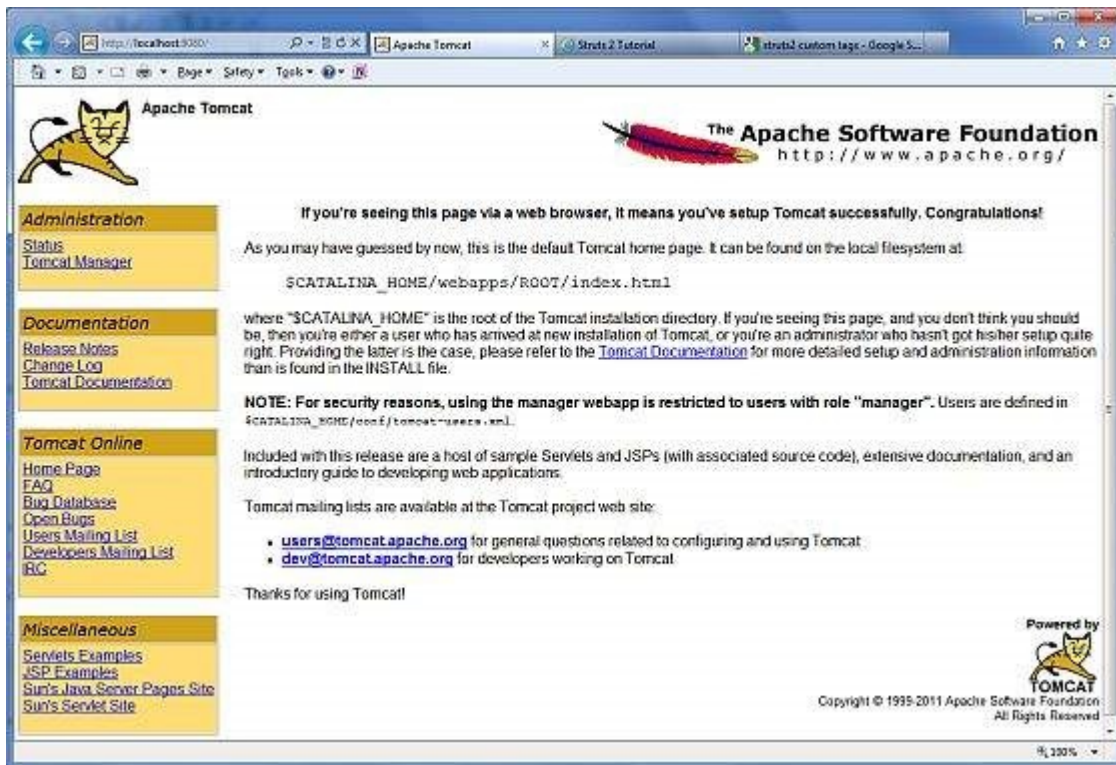 http://localhost:8080/
Apache Tomcat
Struts 2 Tutorial
struts2 custom tags - Google S...
Page
Safety
Tools
Apache Tomcat
The Apache Software Foundation
http://www.apache.org/
Administration
Status
Tomcat Manager
Documentation
Release Notes
Change Log
Tomcat Documentation
Tomcat Online
Home Page
FAQ
Bug Database
Open Bugs
Users Mailing List
Developers Mailing List
IRC
Miscellaneous
Servlets Examples
JSP Examples
Sun's Java Server Pages Site
Sun's Servlet Site
If you're seeing this page via a web browser, it means you've setup Tomcat successfully. Congratulations!
As you may have guessed by now, this is the default Tomcat home page. It can be found on the local filesystem at:
$CATALINA_HOME/webapps/ROOT/index.html
where "$CATALINA_HOME" is the root of the Tomcat installation directory. If you're seeing this page, and you don't think you should
be, then you're either a user who has arrived at new installation of Tomcat, or you're an administrator who hasn't got his/her setup quite
right. Providing the latter is the case, please refer to the Tomcat Documentation for more detailed setup and administration information
than is found in the INSTALL file.
NOTE: For security reasons, using the manager webapp is restricted to users with role "manager". Users are defined in
$CATALINA_HOME/conf/tomcat-users.xml.
Included with this release are a host of sample Servlets and JSPs (with associated source code), extensive documentation, and an
introductory guide to developing web applications.
Tomcat mailing lists are available at the Tomcat project web site:
• users@tomcat.apache.org for general questions related to configuring and using Tomcat
• dev@tomcat.apache.org for developers working on Tomcat
Thanks for using Tomcat!
Powered by
TOMCAT
Copyright © 1999-2011 Apache Software Foundation
All Rights Reserved
100%